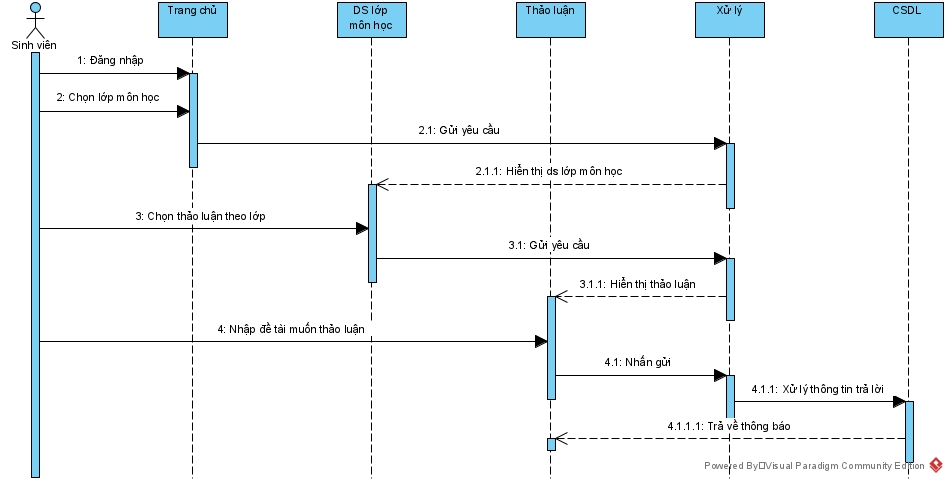 Sinh viên
Trang chủ
DS lớp
môn học
Thảo luận
Xử lý
CSDL
1: Đăng nhập
2: Chọn lớp môn học
2.1: Gửi yêu cầu
2.1.1: Hiển thị ds lớp môn học
3: Chọn thảo luận theo lớp
3.1: Gửi yêu cầu
3.1.1: Hiển thị thảo luận
4: Nhập đề tài muốn thảo luận
4.1: Nhấn gửi
4.1.1: Xử lý thông tin trả lời
4.1.1.1: Trả về thông báo
Powered By Visual Paradigm Community Edition